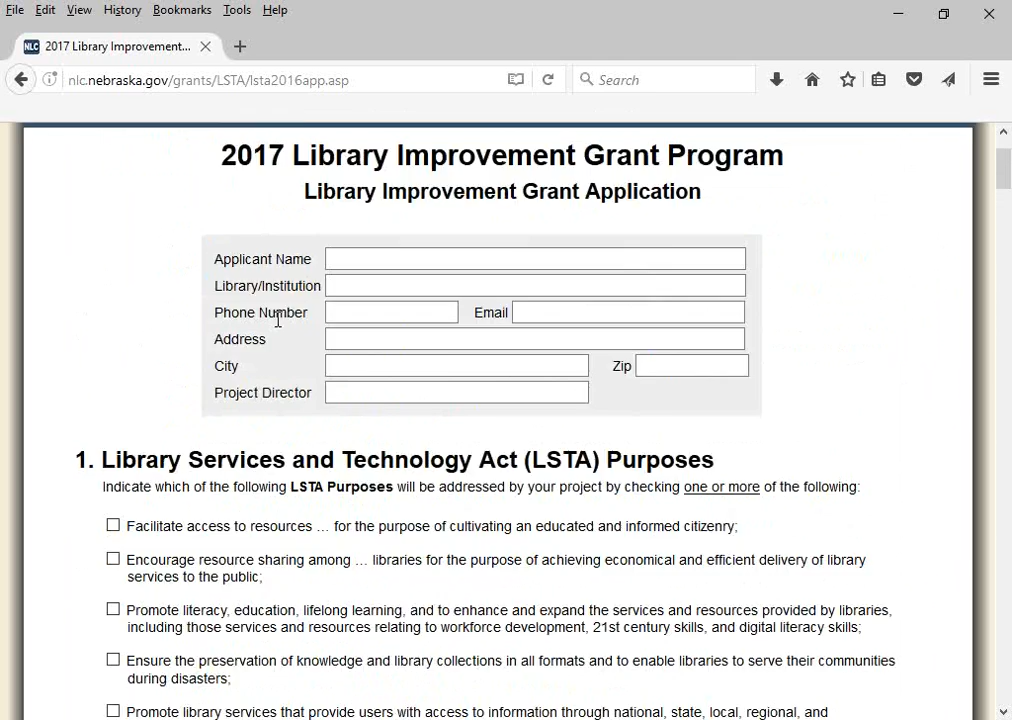 File Edit View History Bookmarks Tools Help
NLC 2017 Library Improvement...
nlc.nebraska.gov/grants/LSTA/lsta2016app.asp
Search
2017 Library Improvement Grant Program
Library Improvement Grant Application
Applicant Name
Library/Institution
Phone Number Email
Address
City Zip
Project Director
1. Library Services and Technology Act (LSTA) Purposes
Indicate which of the following LSTA Purposes will be addressed by your project by checking one or more of the following:
Facilitate access to resources … for the purpose of cultivating an educated and informed citizenry;
Encourage resource sharing among … libraries for the purpose of achieving economical and efficient delivery of library
services to the public;
Promote literacy, education, lifelong learning, and to enhance and expand the services and resources provided by libraries,
including those services and resources relating to workforce development, 21st century skills, and digital literacy skills;
Ensure the preservation of knowledge and library collections in all formats and to enable libraries to serve their communities
during disasters;
Promote library services that provide users with access to information through national, state, local, regional, and